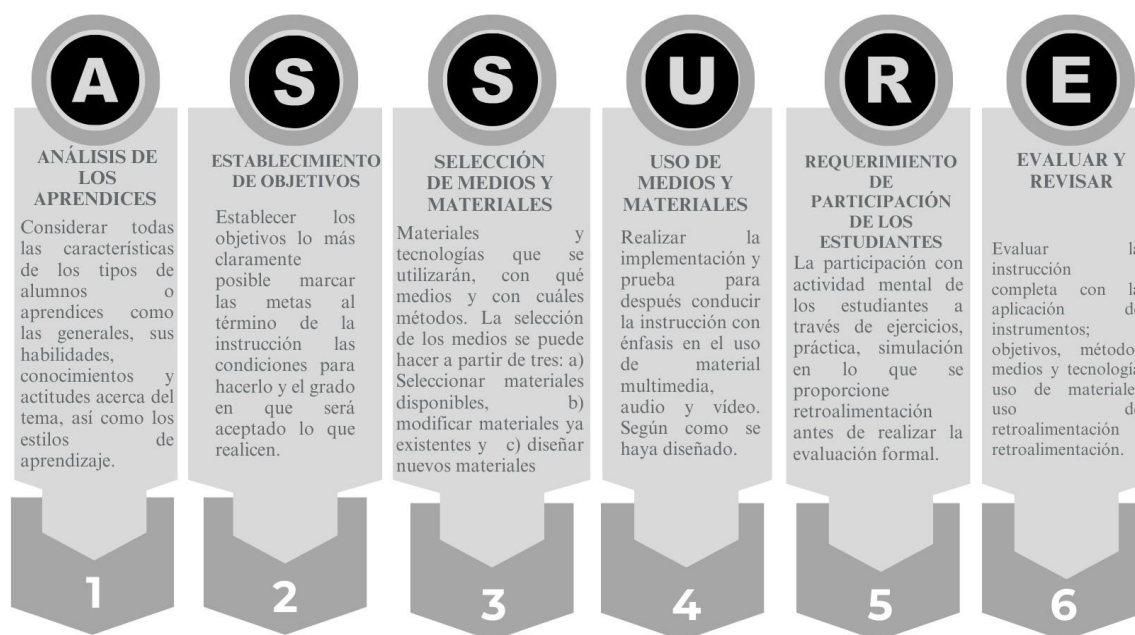 A
ANÁLISIS DE
LOS
APRENDICES
Considerar todas
las características
de los tipos de
alumnos o
aprendices como
las generales, sus
habilidades,
conocimientos y
actitudes acerca del
tema, así como los
estilos de
aprendizaje.
1
S
ESTABLECIMIENTO
DE OBJETIVOS
Establecer los
objetivos lo más
claramente
posible marcar
las metas al
término de la
instrucción las
condiciones para
hacerlo y el grado
en que será
aceptado lo que
realicen.
2
S
SELECCIÓN
DE MEDIOS Y
MATERIALES
Materiales y
tecnologías que se
utilizarán, con qué
medios y con cuáles
métodos. La selección
de los medios se puede
hacer a partir de tres: a)
Seleccionar materiales
disponibles, b)
modificar materiales ya
existentes y c) diseñar
nuevos materiales
3
U
USO DE
MEDIOS Y
MATERIALES
Realizar la
implementación y
prueba para
después conducir
la instrucción con
énfasis en el uso
de material
multimedia,
audio y vídeo.
Según como se
haya diseñado.
4
R
REQUERIMIENTO
DE
PARTICIPACIÓN
DE LOS
ESTUDIANTES
La participación con
actividad mental de
los estudiantes a
través de ejercicios,
práctica, simulación
en lo que se
proporcione
retroalimentación
antes de realizar la
evaluación formal.
5
E
EVALUAR Y
REVISAR
Evaluar
instrucción
completa con
aplicación
instrumentos;
objetivos,
medios y
uso de
uso
retroalimentación
retroalimentación.
6